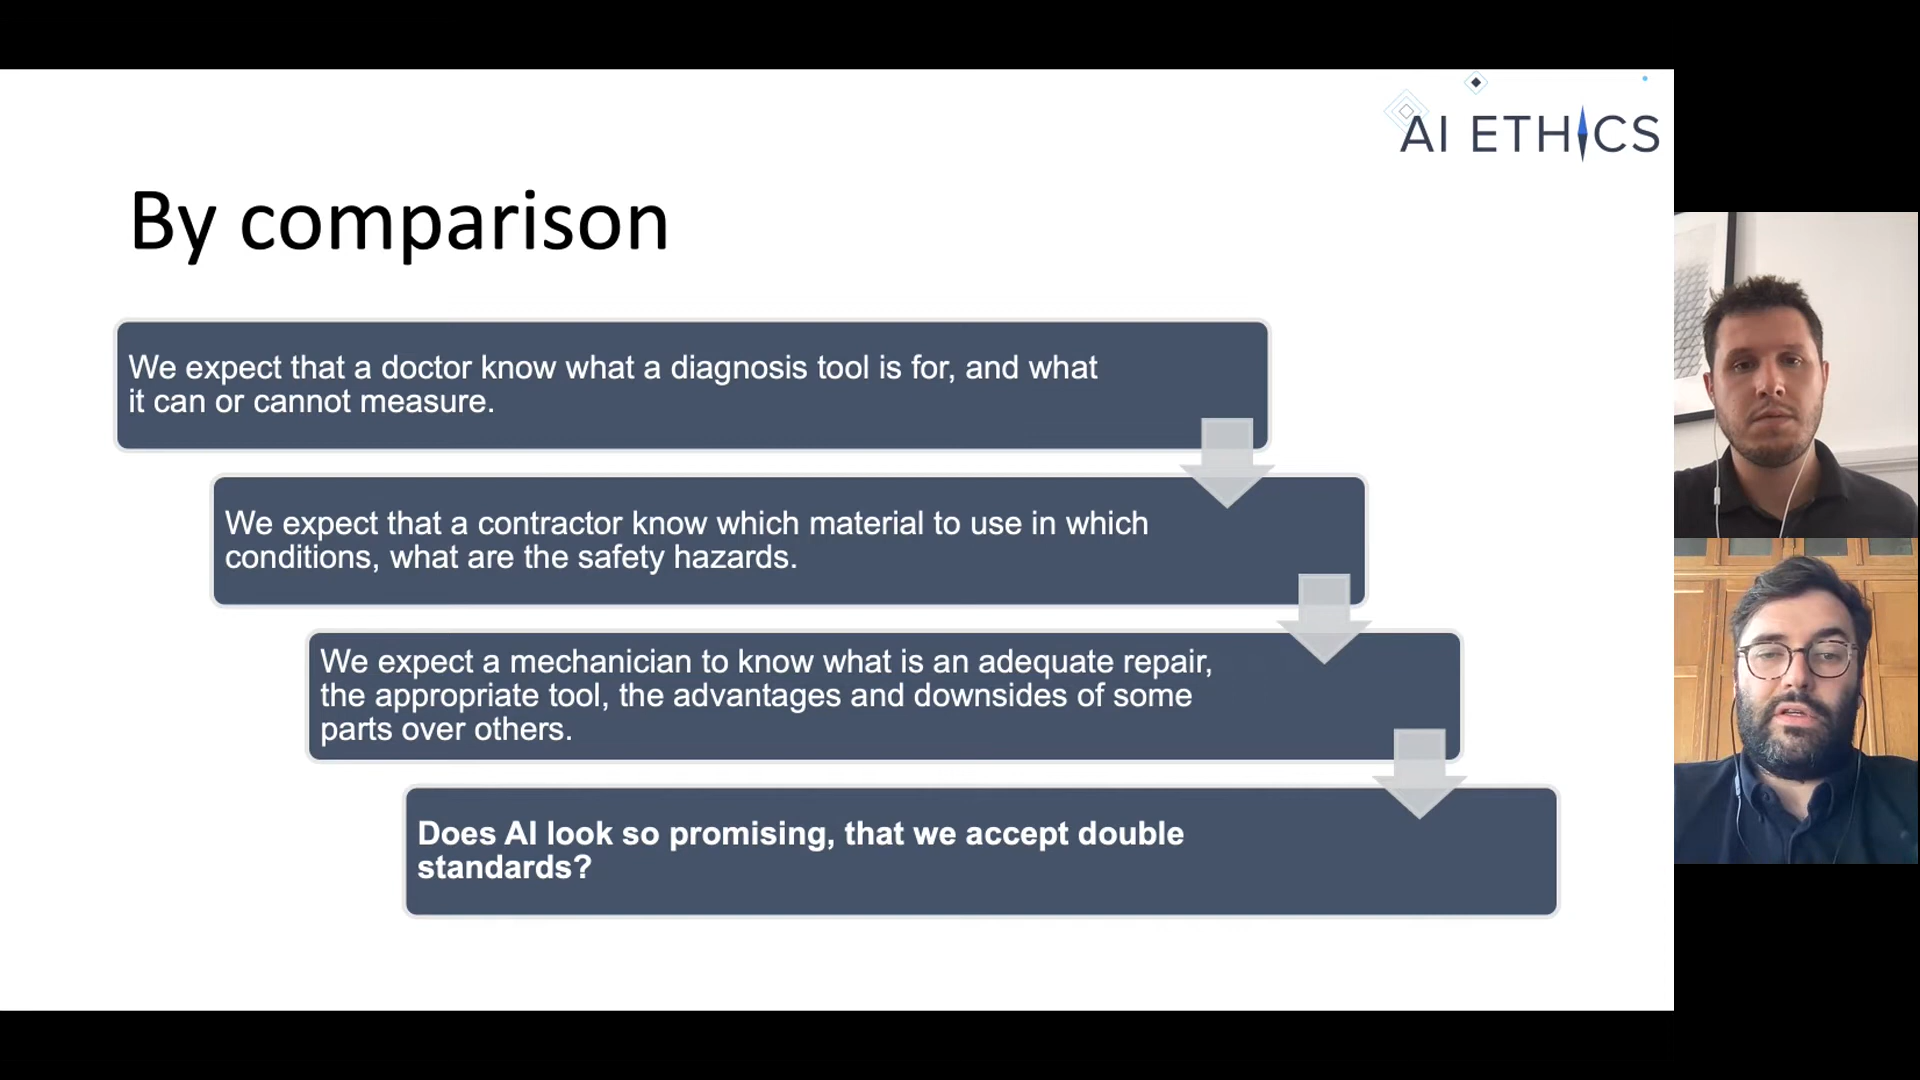 AI ETHICS
By comparison
We expect that a doctor know what a diagnosis tool is for, and what
it can or cannot measure.
We expect that a contractor know which material to use in which
conditions, what are the safety hazards.
We expect a mechanician to know what is an adequate repair,
the appropriate tool, the advantages and downsides of some
parts over others.
Does AI look so promising, that we accept double
standards?